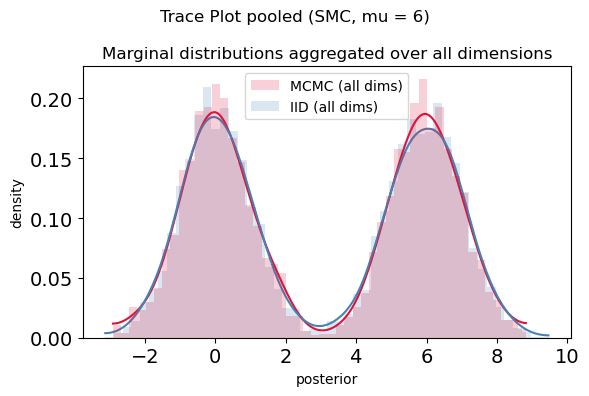 Trace Plot pooled (SMC, mu = 6)
Marginal distributions aggregated over all dimensions
MCMC (all dims)
IID (all dims)
density
0.20
0.15
0.10
0.05
0.00
−2 0 2 4 6 8 10
posterior